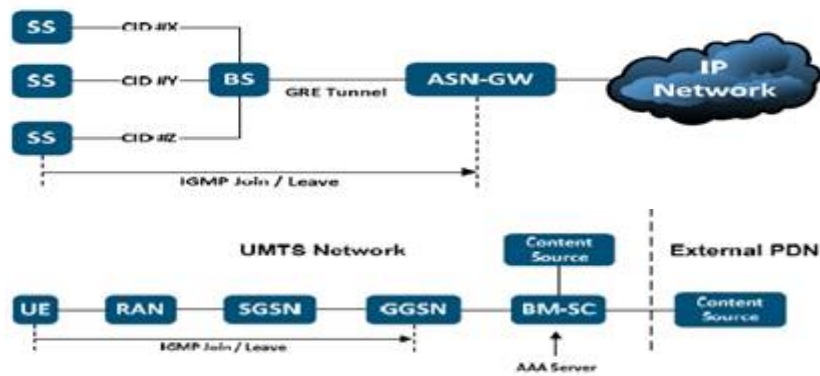 SS CID #X
SS CID #Y BS GRE Tunnel ASN-GW IP
Network
SS CID #Z
IGMP Join / Leave
UMTS Network Content
Source External PDN
UE RAN SGSN GGSN BM-SC Content
Source
IGMP Join / Leave
AAA Server